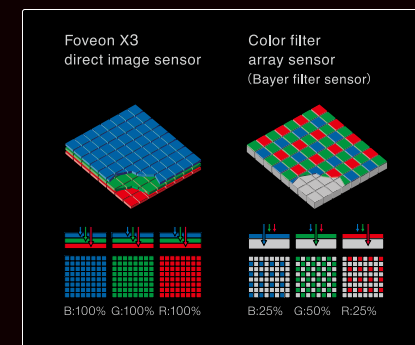 Foveon X3
direct image sensor
Color filter
array sensor
(Bayer filter sensor)
B:100% G:100% R:100%
B:25% G:50% R:25%